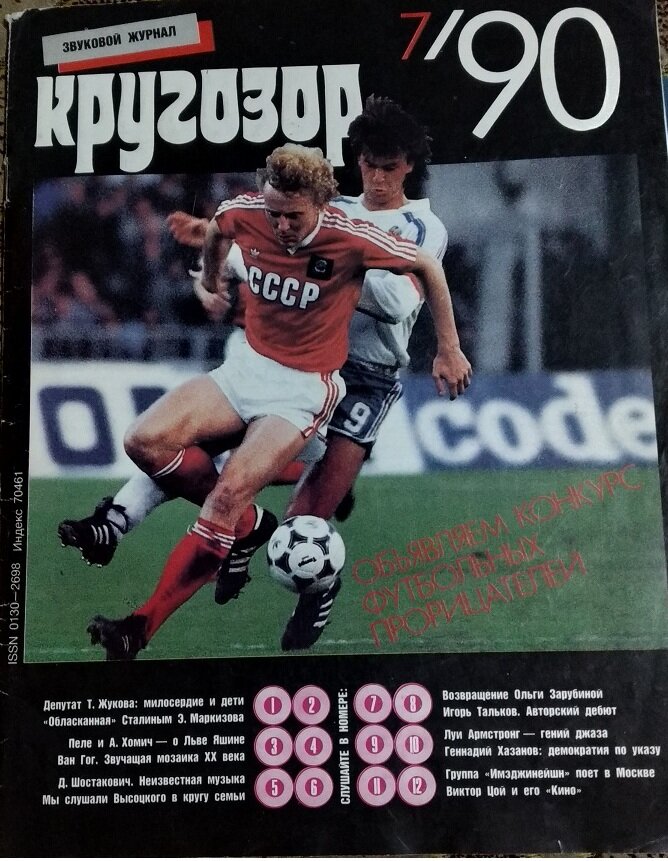 ЗВУКОВОЙ ЖУРНАЛ
7/90
кругозор
СССР
9
code
ОБЪЯВЛЯЕМ КОНКУРС
ФУТБОЛЬНЫХ
ПРОРИЦАТЕЛЕЙ
ISSN 0130—2698 Индекс 70461
СЛУШАЙТЕ В НОМЕРЕ:
Депутат Т. Жукова: милосердие и дети
«Обласканная» Сталиным Э. Маркизова
1 2
Пеле и А. Хомич — о Льве Яшине
Ван Гог. Звучащая мозаика XX века
3 4
Д. Шостакович. Неизвестная музыка
Мы слушали Высоцкого в кругу семьи
5 6
7 8
Возвращение Ольги Зарубиной
Игорь Тальков. Авторский дебют
9 10
Луи Армстронг — гений джаза
Геннадий Хазанов: демократия по указу
11 12
Группа «Имэджинейшн» поет в Москве
Виктор Цой и его «Кино»